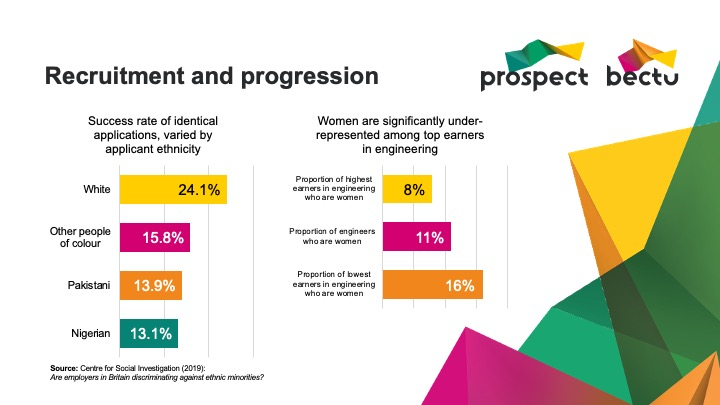 Recruitment and progression
prospect bectu
Success rate of identical
applications, varied by
applicant ethnicity
White
24.1%
Other people
of colour
15.8%
Pakistani
13.9%
Nigerian
13.1%
Source: Centre for Social Investigation (2019):
Are employers in Britain discriminating against ethnic minorities?
Women are significantly under-
represented among top earners
in engineering
Proportion of highest
earners in engineering
who are women
8%
Proportion of engineers
who are women
11%
Proportion of lowest
earners in engineering
who are women
16%